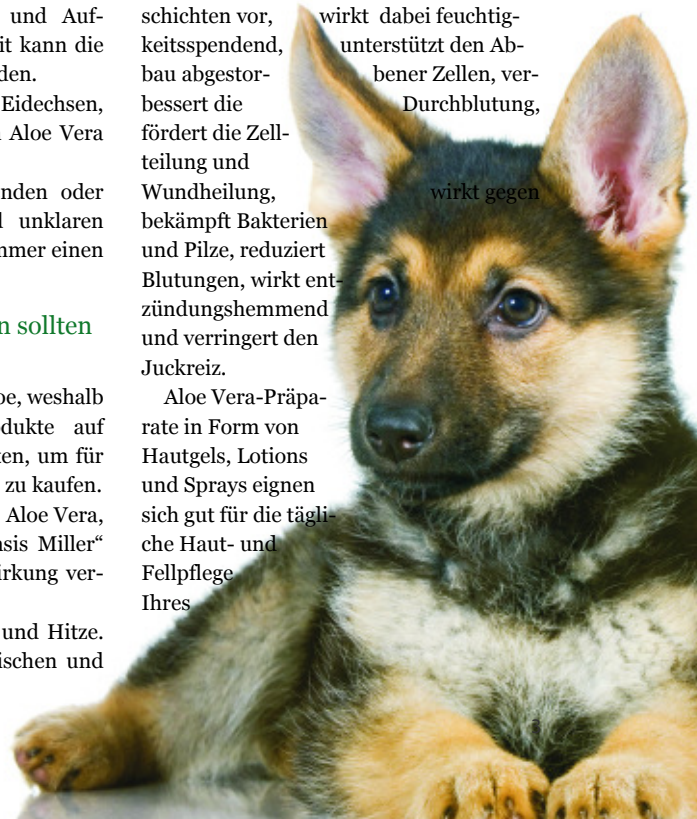 und Auf-
it kann die
den.
Eidechsen,
Aloe Vera
nden oder
unklaren
mmer einen
n sollten
oe, weshalb
dukte auf
ten, um für
zu kaufen.
Aloe Vera,
nsis Miller“
irkung ver-
und Hitze.
ischen und
schichten vor, wirkt dabei feuchtig-
keitsspendend, unterstützt den Ab-
bau abgestor- bener Zellen, ver-
bessert die Durchblutung,
fördert die Zell-
teilung und
Wundheilung, wirkt gegen
bekämpft Bakterien
und Pilze, reduziert
Blutungen, wirkt ent-
zündungshemmend
und verringert den
Juckreiz.
Aloe Vera-Präpa-
rate in Form von
Hautgels, Lotions
und Sprays eignen
sich gut für die tägli-
che Haut- und
Fellpflege
Ihres